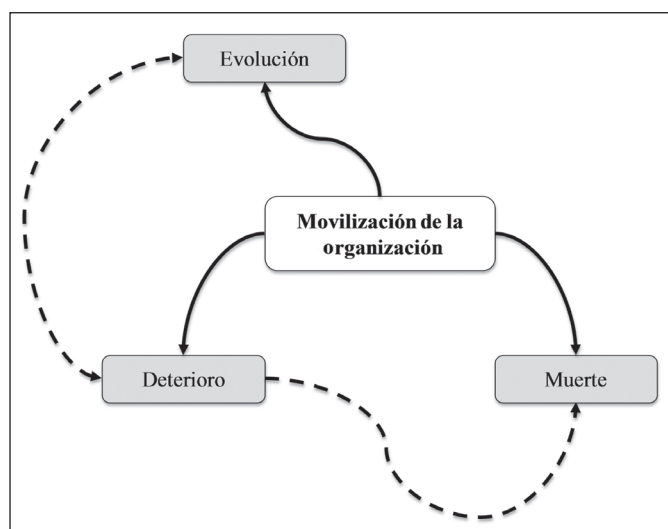 Evolución
Movilización de la
organización
Deterioro
Muerte